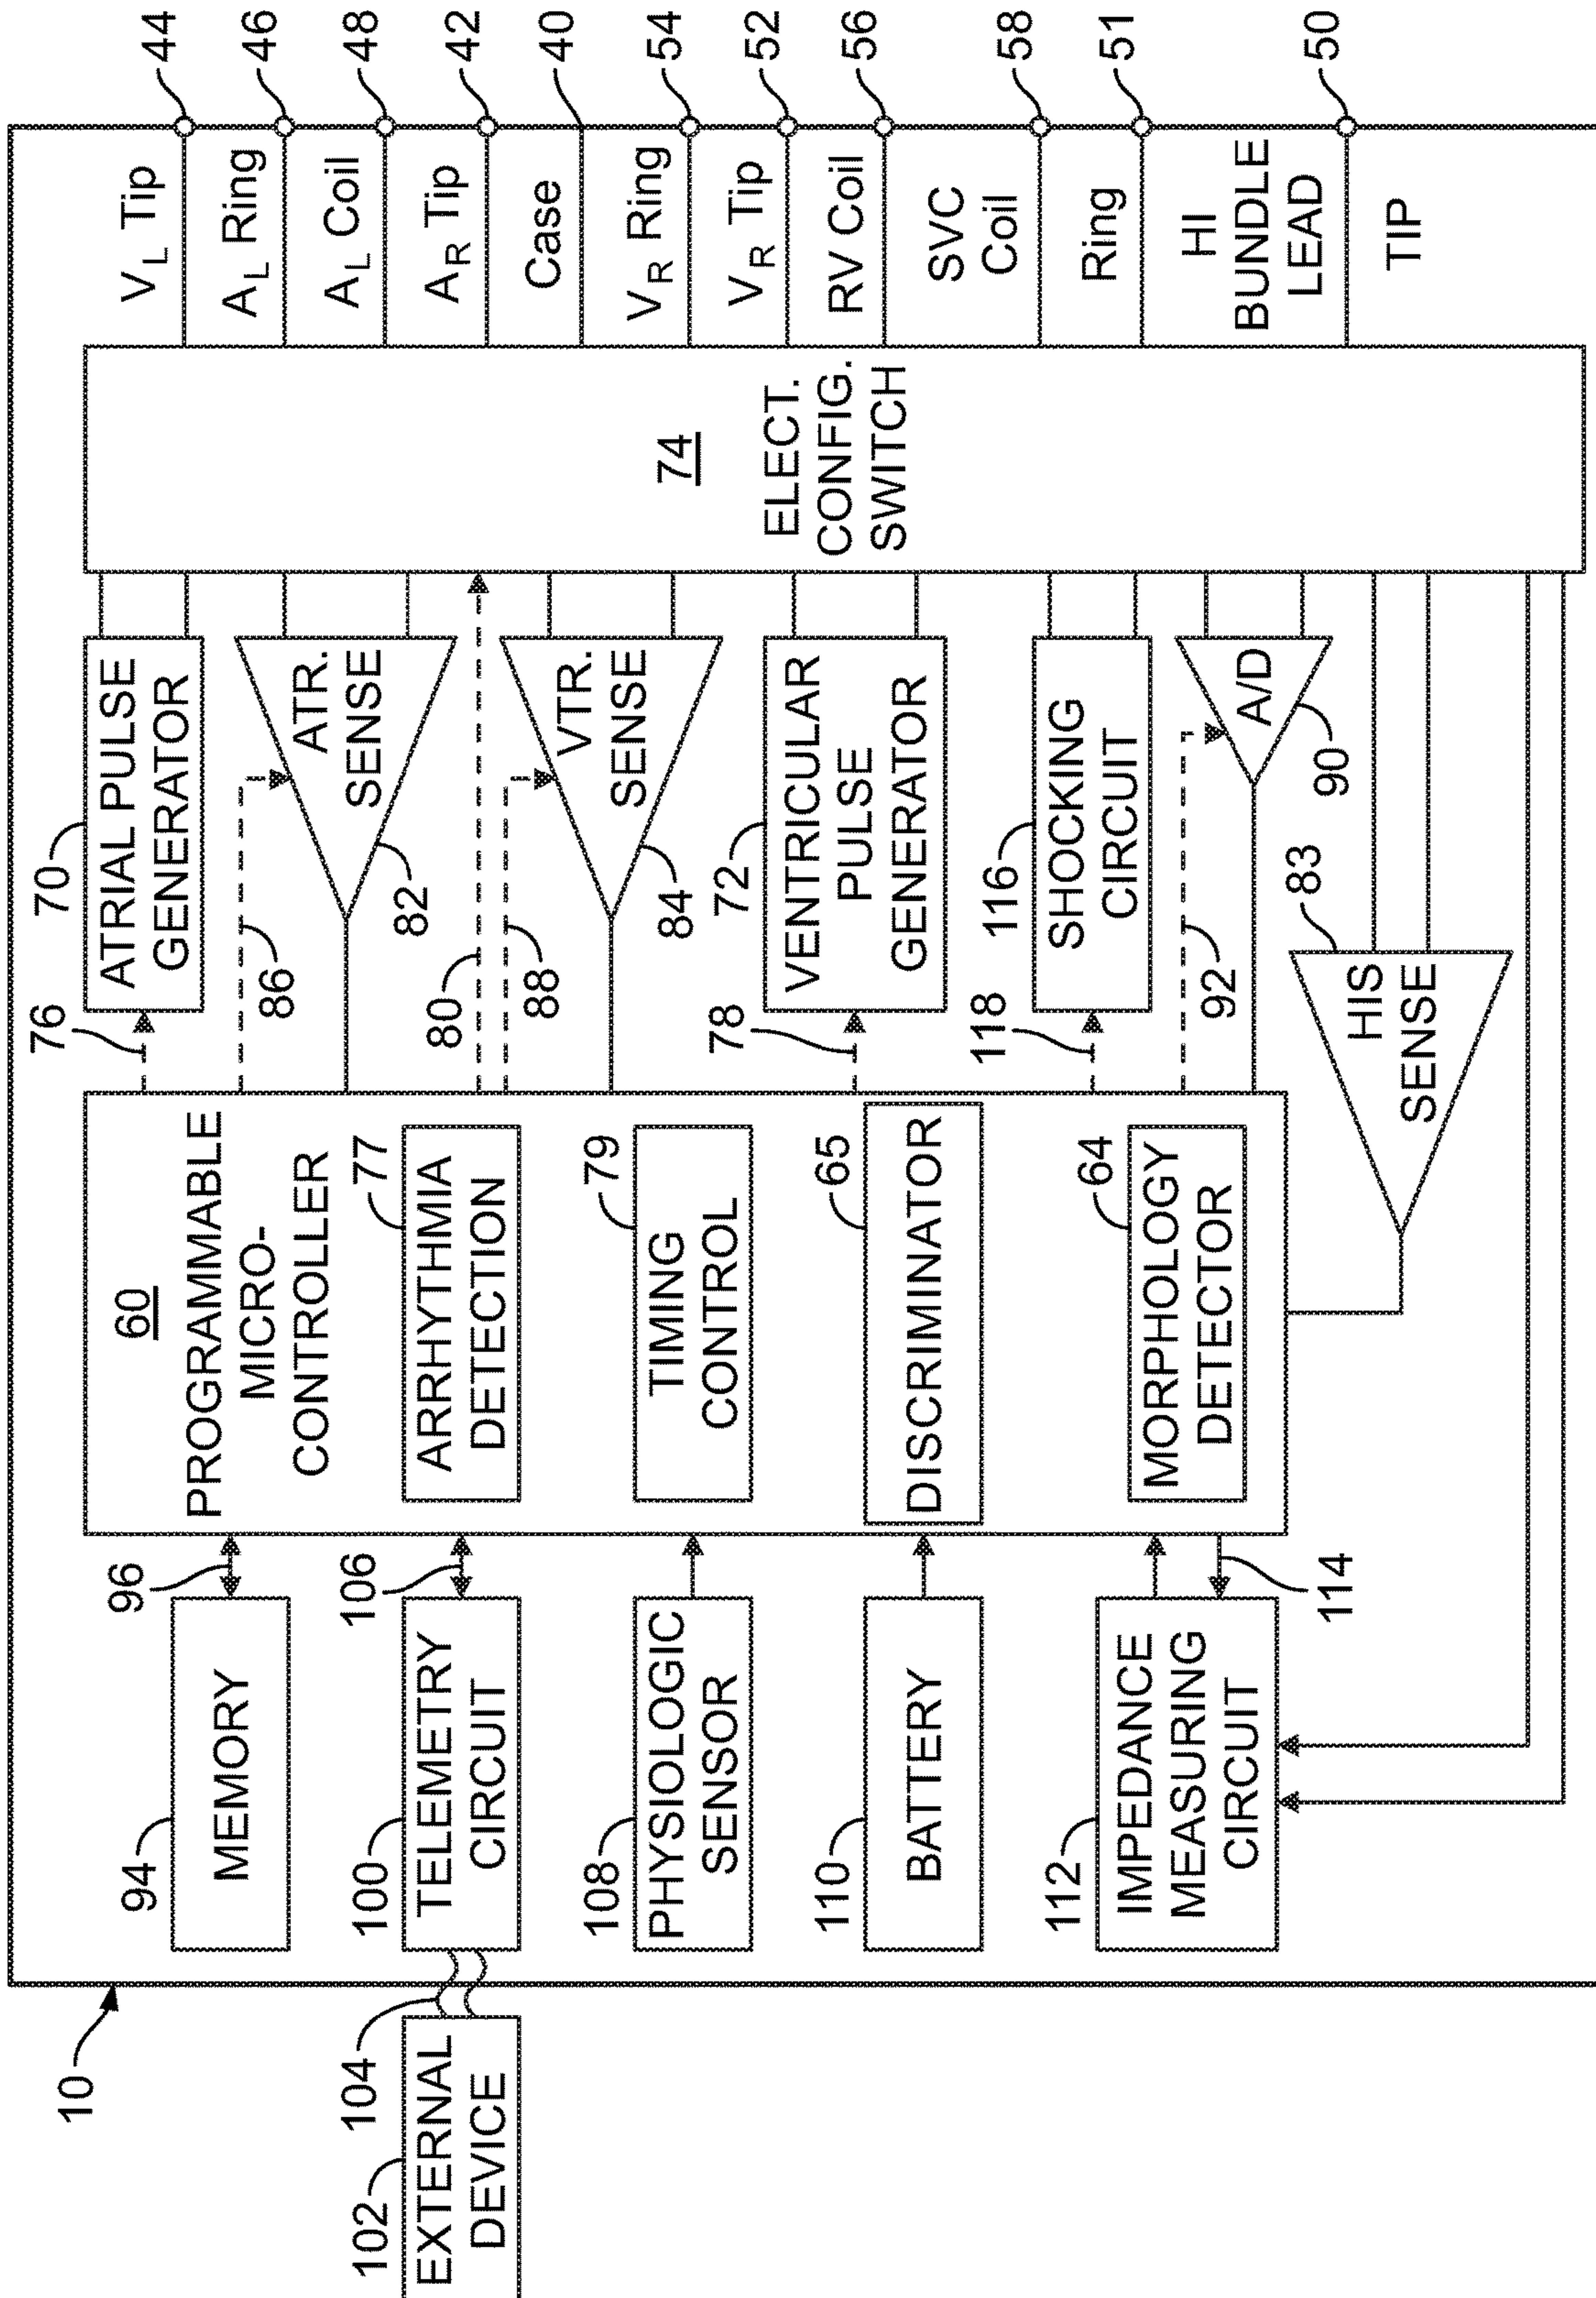 10
102
EXTERNAL
DEVICE
104
94
MEMORY
96
100
TELEMETRY
CIRCUIT
106
108
PHYSIOLOGIC
SENSOR
110
BATTERY
112
IMPEDANCE
MEASURING
CIRCUIT
114
60
PROGRAMMABLE
MICRO-
CONTROLLER
77
ARRHYTHMIA
DETECTION
79
TIMING
CONTROL
65
DISCRIMINATOR
64
MORPHOLOGY
DETECTOR
76
70
ATRIAL PULSE
GENERATOR
86
ATR.
SENSE
82
80
88
VTR.
SENSE
84
78
72
VENTRICULAR
PULSE
GENERATOR
118
116
SHOCKING
CIRCUIT
92
A/D
90
83
HIS
SENSE
74
ELECT.
CONFIG.
SWITCH
VL Tip
44
AL Ring
46
AL Coil
48
AR Tip
42
Case
40
VR Ring
54
VR Tip
52
RV Coil
56
SVC
Coil
58
Ring
51
HI
BUNDLE
LEAD
50
TIP